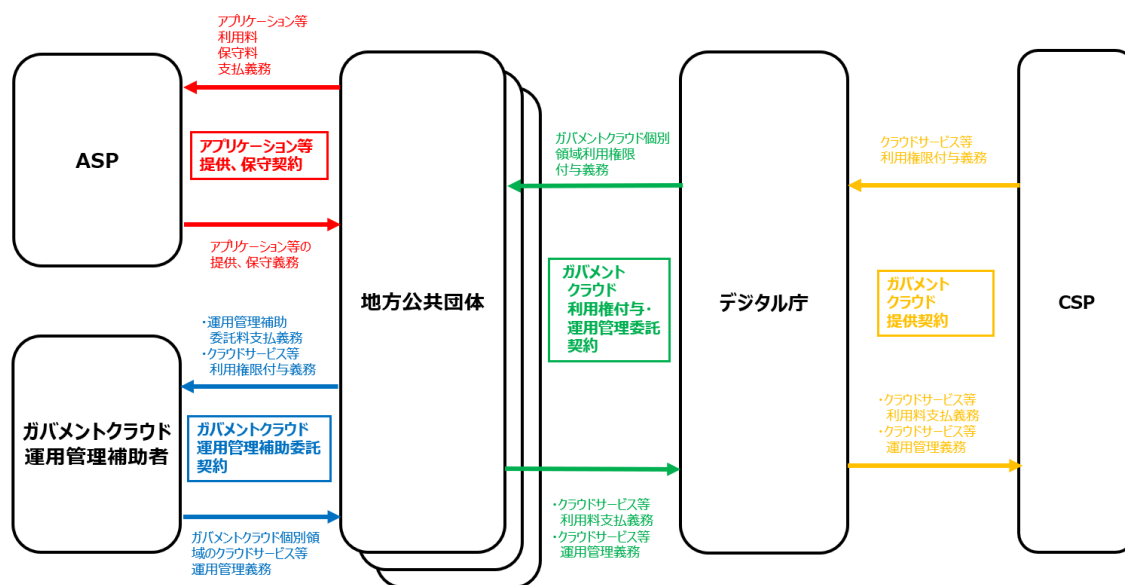 アプリケーション等
利用料
保守料
支払義務
ASP
アプリケーション等
提供、保守契約
アプリケーション等の
提供、保守義務
・運用管理補助
委託料支払義務
・クラウドサービス等
利用権限付与義務
ガバメントクラウド
運用管理補助者
ガバメントクラウド
運用管理補助委託
契約
ガバメントクラウド個別領
域のクラウドサービス等
運用管理義務
地方公共団体
ガバメントクラウド個別
領域利用権限
付与義務
ガバメント
クラウド
利用権付与・
運用管理委託
契約
・クラウドサービス等
利用料支払義務
・クラウドサービス等
運用管理義務
デジタル庁
クラウドサービス等
利用権限付与義務
ガバメント
クラウド
提供契約
・クラウドサービス等
利用料支払義務
・クラウドサービス等
運用管理義務
CSP